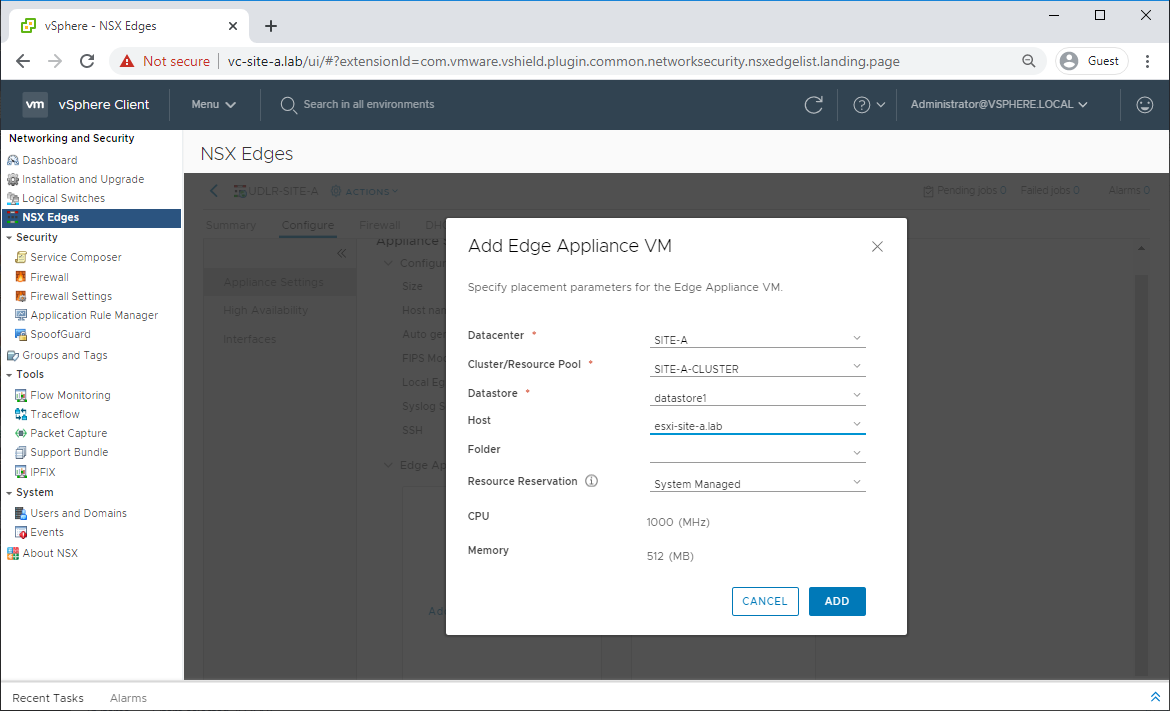 vSphere - NSX Edges
Not secure | vc-site-a.lab/ui/#?extensionId=com.vmware.vshield.plugin.common.networksecurity.nsxedgelist.landing.page
Guest
vm vSphere Client Menu Search in all environments Administrator@VSPHERE.LOCAL
Networking and Security
Dashboard
Installation and Upgrade
Logical Switches
NSX Edges
Security
Service Composer
Firewall
Firewall Settings
Application Rule Manager
SpoofGuard
Groups and Tags
Tools
Flow Monitoring
Traceflow
Packet Capture
Support Bundle
IPFIX
System
Users and Domains
Events
About NSX
NSX Edges
UDLR-SITE-A ACTIONS Pending jobs 0 Failed jobs 0 Alarms 0
Summary Configure Firewall DH
Appliance Settings
High Availability
Interfaces
Appliance S
Configur
Size
Host nam
Auto gen
FIPS Mod
Local Eg
Syslog S
SSH
Edge Ap
Ad
Add Edge Appliance VM
Specify placement parameters for the Edge Appliance VM.
Datacenter * SITE-A
Cluster/Resource Pool * SITE-A-CLUSTER
Datastore * datastore1
Host esxi-site-a.lab
Folder
Resource Reservation System Managed
CPU 1000 (MHz)
Memory 512 (MB)
CANCEL ADD
Recent Tasks Alarms